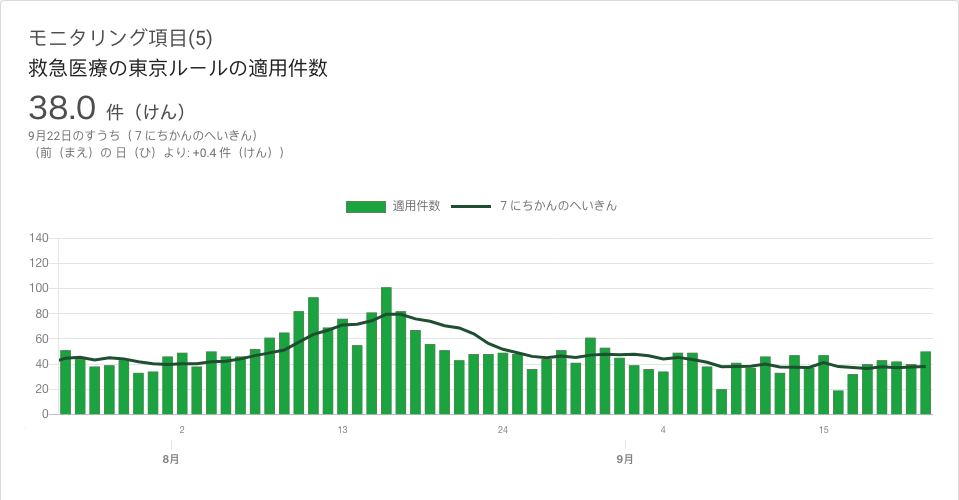 モニタリング項目(5)
救急医療の東京ルールの適用件数
38.0 件（けん）
9月22日のすうち（７にちかんのへいきん）
（前（まえ）の 日（ひ）より: +0.4 件（けん））
適用件数 ７にちかんのへいきん
140
120
100
80
60
40
20
0
2 13 24 4 15
8月 9月